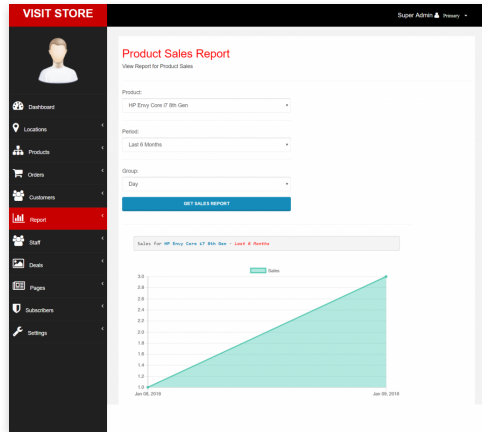 VISIT STORE
Super Admin Primary
Product Sales Report
View Report for Product Sales
Product:
HP Envy Core i7 8th Gen
Period:
Last 6 Months
Group:
Day
GET SALES REPORT
Dashboard
Locations
Products
Orders
Customers
Report
Staff
Deals
Pages
Subscribers
Settings
Sales for HP Envy Core i7 8th Gen - Last 6 Months
Sales
3.0
2.8
2.6
2.4
2.2
2.0
1.8
1.6
1.4
1.2
1.0
Jan 08, 2019
Jan 09, 2019